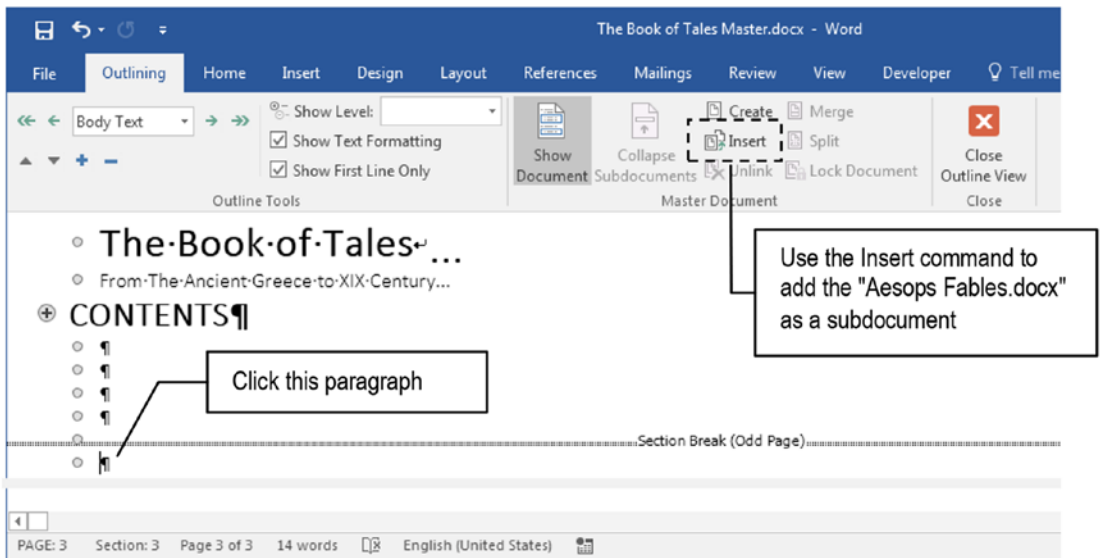 The Book of Tales Master.docx - Word
File Outlining Home Insert Design Layout References Mailings Review View Developer Tell me
Body Text
Show Level:
Show Text Formatting
Show First Line Only
Outline Tools
Show
Document
Collapse
Subdocuments
Create
Insert
Unlink
Merge
Split
Lock Document
Master Document
Close
Outline View
Close
The·Book·of·Tales↵...
From·The·Ancient·Greece·to·XIX·Century...
CONTENTS¶
¶
¶
¶
¶
Section Break (Odd Page)
¶
Use the Insert command to
add the "Aesops Fables.docx"
as a subdocument
Click this paragraph
PAGE: 3 Section: 3 Page 3 of 3 14 words English (United States)